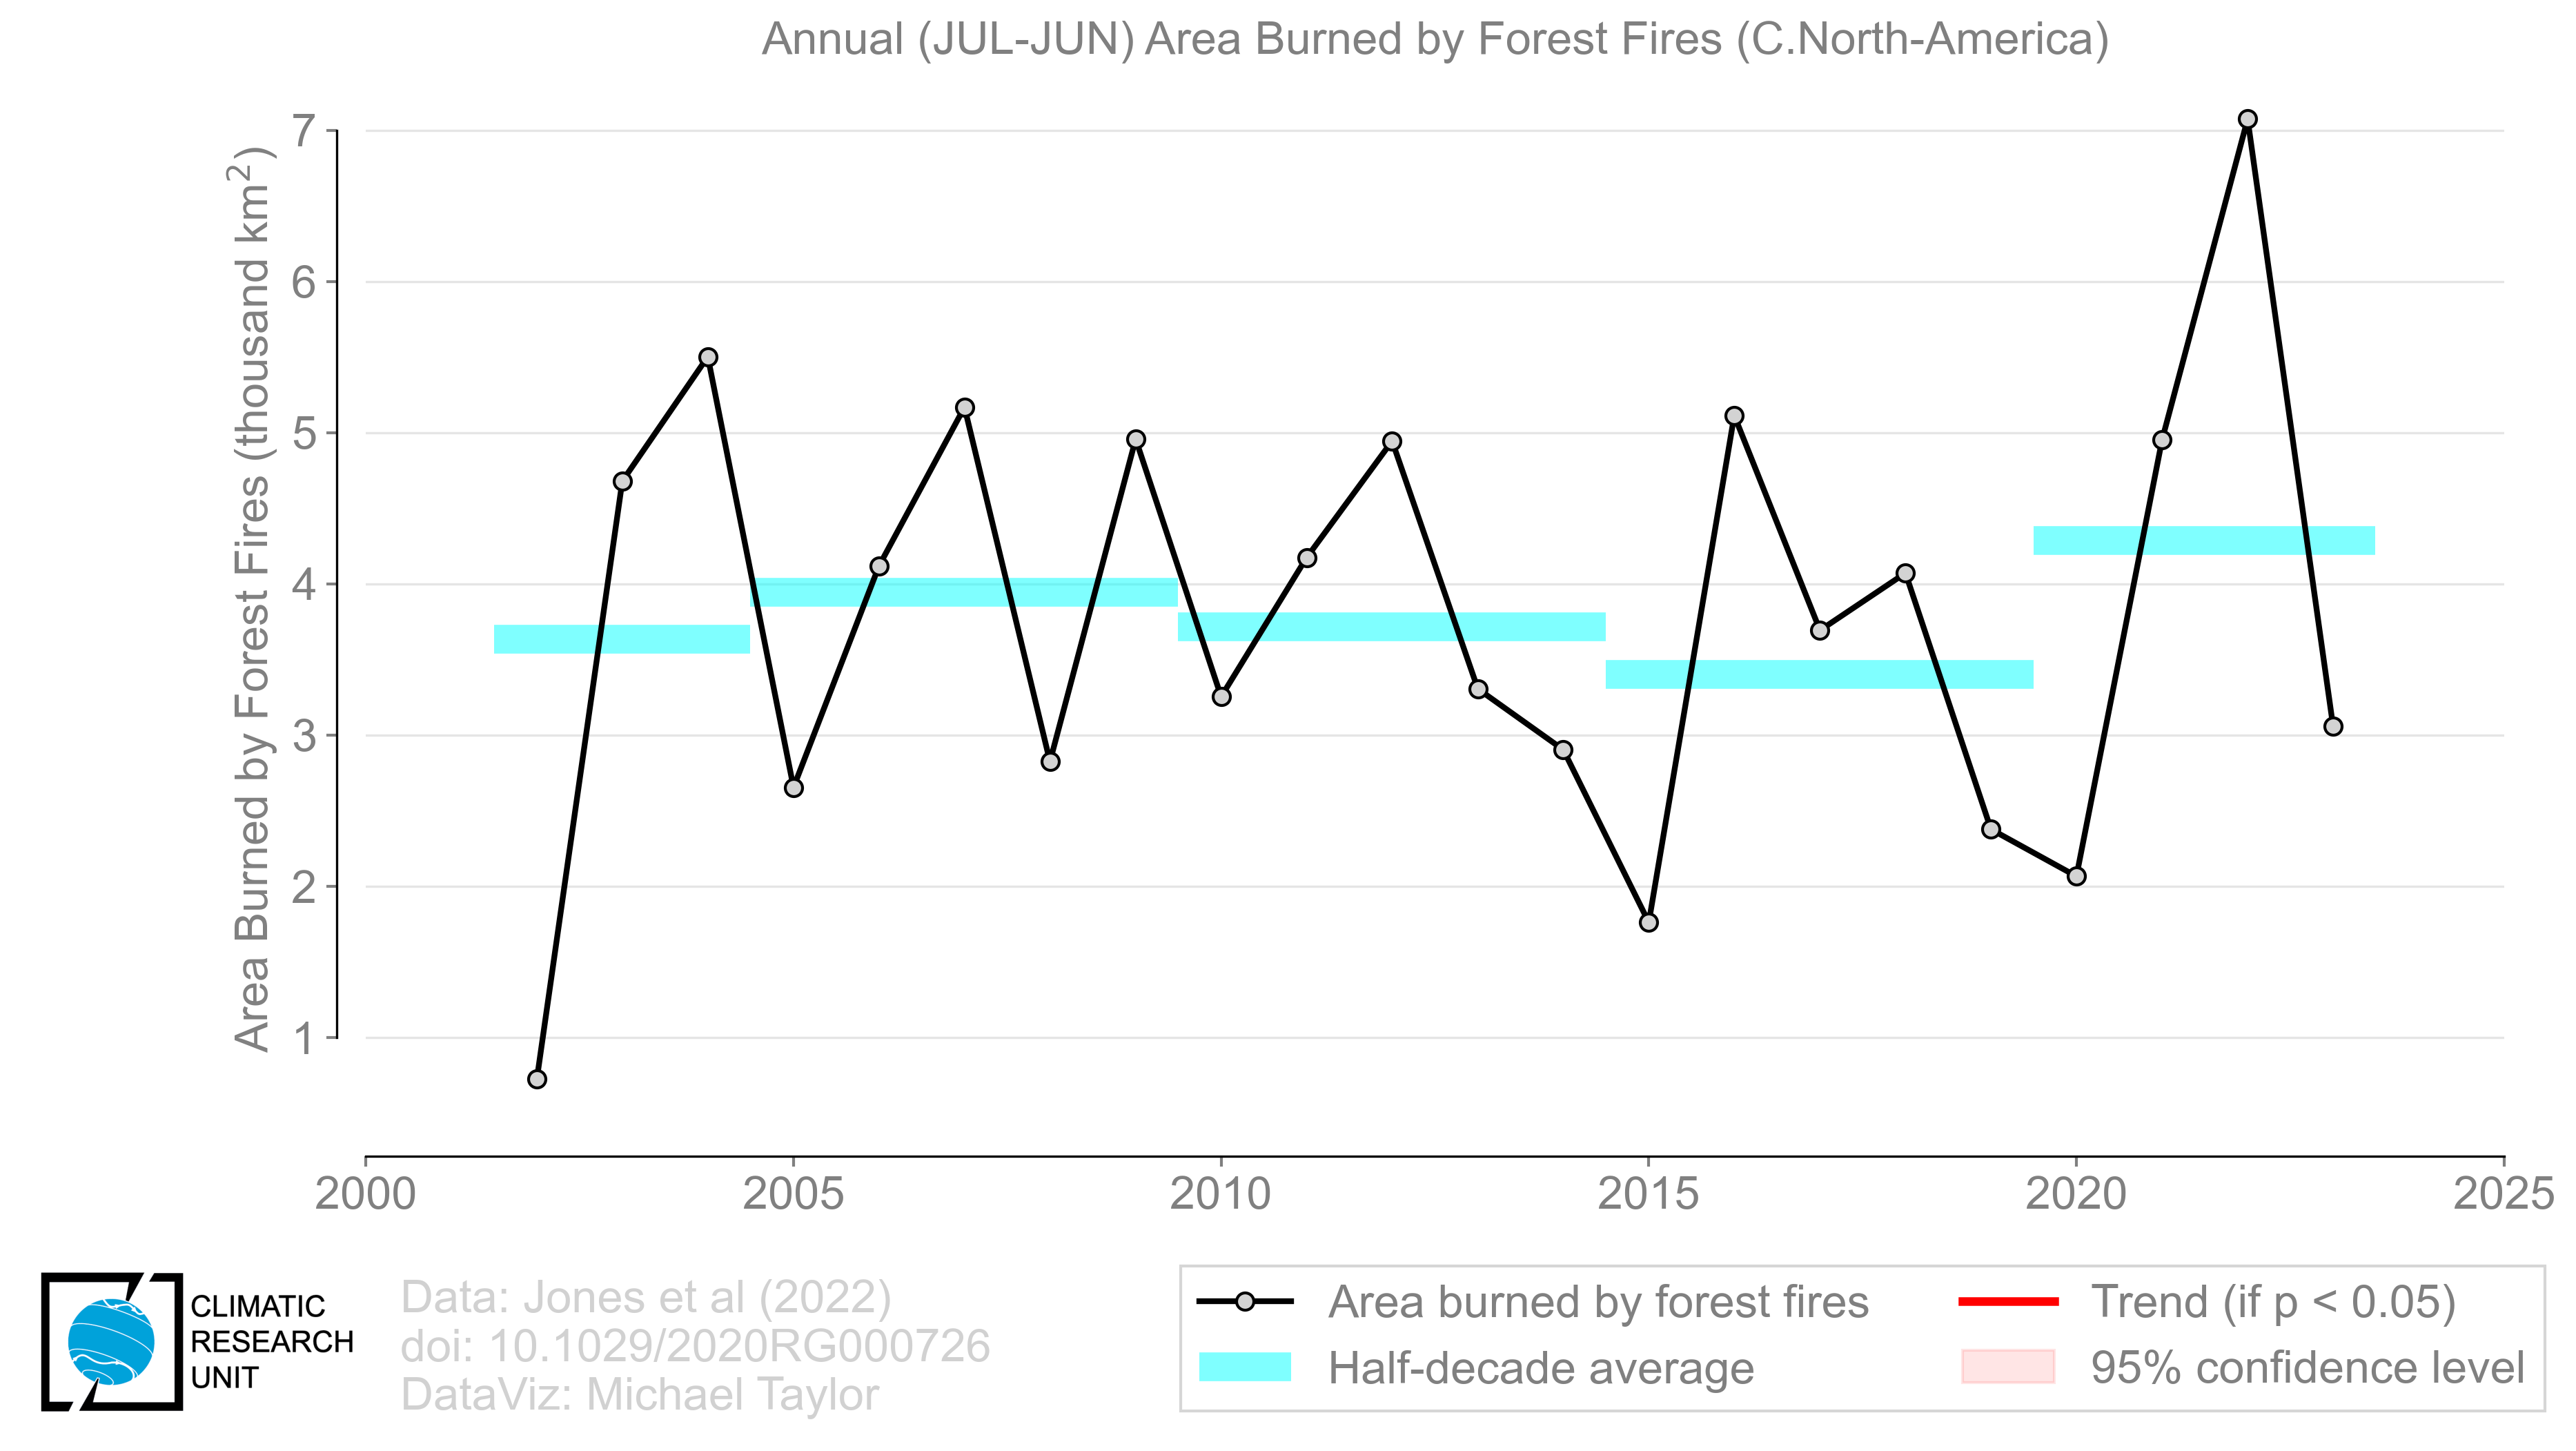 Annual (JUL-JUN) Area Burned by Forest Fires (C.North-America)
Area Burned by Forest Fires (thousand km²)
7
6
5
4
3
2
1
2000
2005
2010
2015
2020
2025
CLIMATIC
RESEARCH
UNIT
Data: Jones et al (2022)
doi: 10.1029/2020RG000726
DataViz: Michael Taylor
Area burned by forest fires
Half-decade average
Trend (if p < 0.05)
95% confidence level